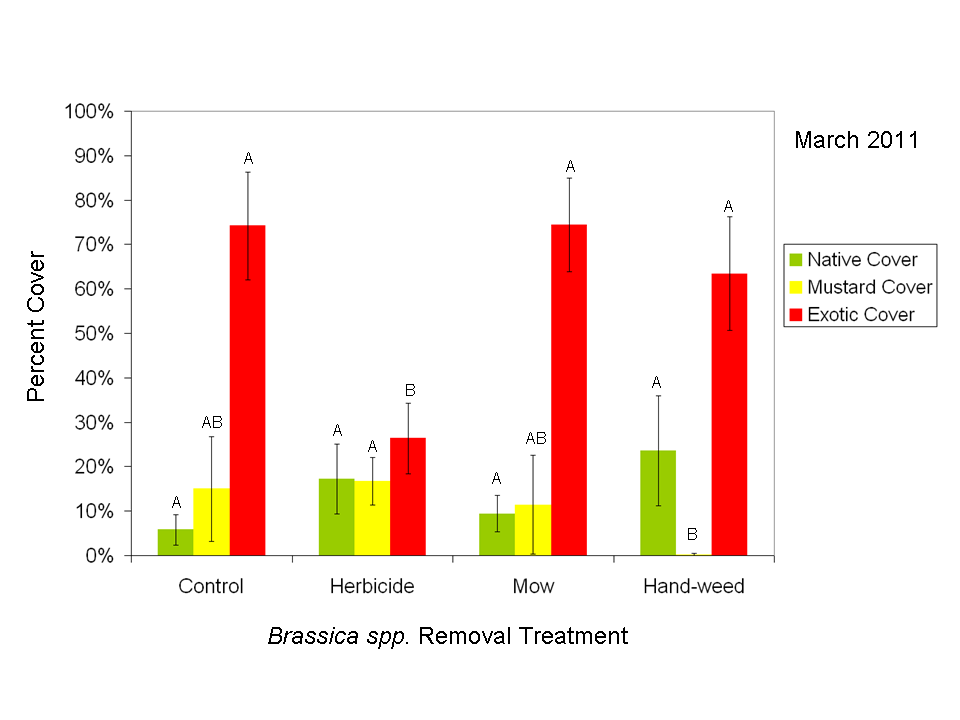 March 2011
Percent Cover
100%
90%
80%
70%
60%
50%
40%
30%
20%
10%
0%
A
AB
A
A
A
B
A
AB
A
A
B
A
Control
Herbicide
Mow
Hand-weed
Brassica spp. Removal Treatment
Native Cover
Mustard Cover
Exotic Cover